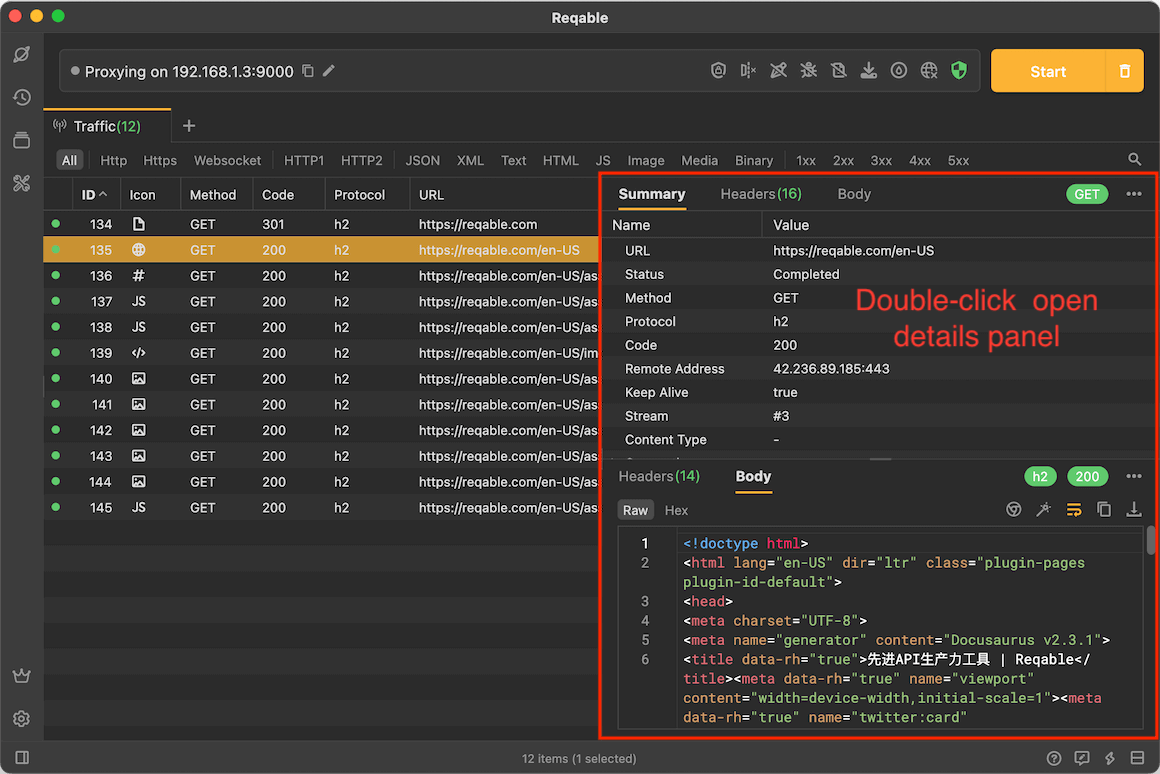 Reqable
Proxying on 192.168.1.3:9000
Start
Traffic(12)
All Http Https Websocket HTTP1 HTTP2 JSON XML Text HTML JS Image Media Binary 1xx 2xx 3xx 4xx 5xx
ID Icon Method Code Protocol URL
134 GET 301 h2 https://reqable.com
135 GET 200 h2 https://reqable.com/en-US
136 # GET 200 h2 https://reqable.com/en-US/as
137 JS GET 200 h2 https://reqable.com/en-US/as
138 JS GET 200 h2 https://reqable.com/en-US/as
139 </> GET 200 h2 https://reqable.com/en-US/im
140 GET 200 h2 https://reqable.com/en-US/as
141 GET 200 h2 https://reqable.com/en-US/as
142 GET 200 h2 https://reqable.com/en-US/as
143 GET 200 h2 https://reqable.com/en-US/as
144 GET 200 h2 https://reqable.com/en-US/as
145 JS GET 200 h2 https://reqable.com/en-US/as
Summary Headers(16) Body GET
Name Value
URL https://reqable.com/en-US
Status Completed
Method GET
Protocol h2
Code 200
Remote Address 42.236.89.185:443
Keep Alive true
Stream #3
Content Type -
Double-click open
details panel
Headers(14) Body h2 200
Raw Hex
1 <!doctype html>
2 <html lang="en-US" dir="ltr" class="plugin-pages
plugin-id-default">
3 <head>
4 <meta charset="UTF-8">
5 <meta name="generator" content="Docusaurus v2.3.1">
6 <title data-rh="true">先进API生产力工具 | Reqable</
title><meta data-rh="true" name="viewport"
content="width=device-width,initial-scale=1"><meta
data-rh="true" name="twitter:card"
12 items (1 selected)